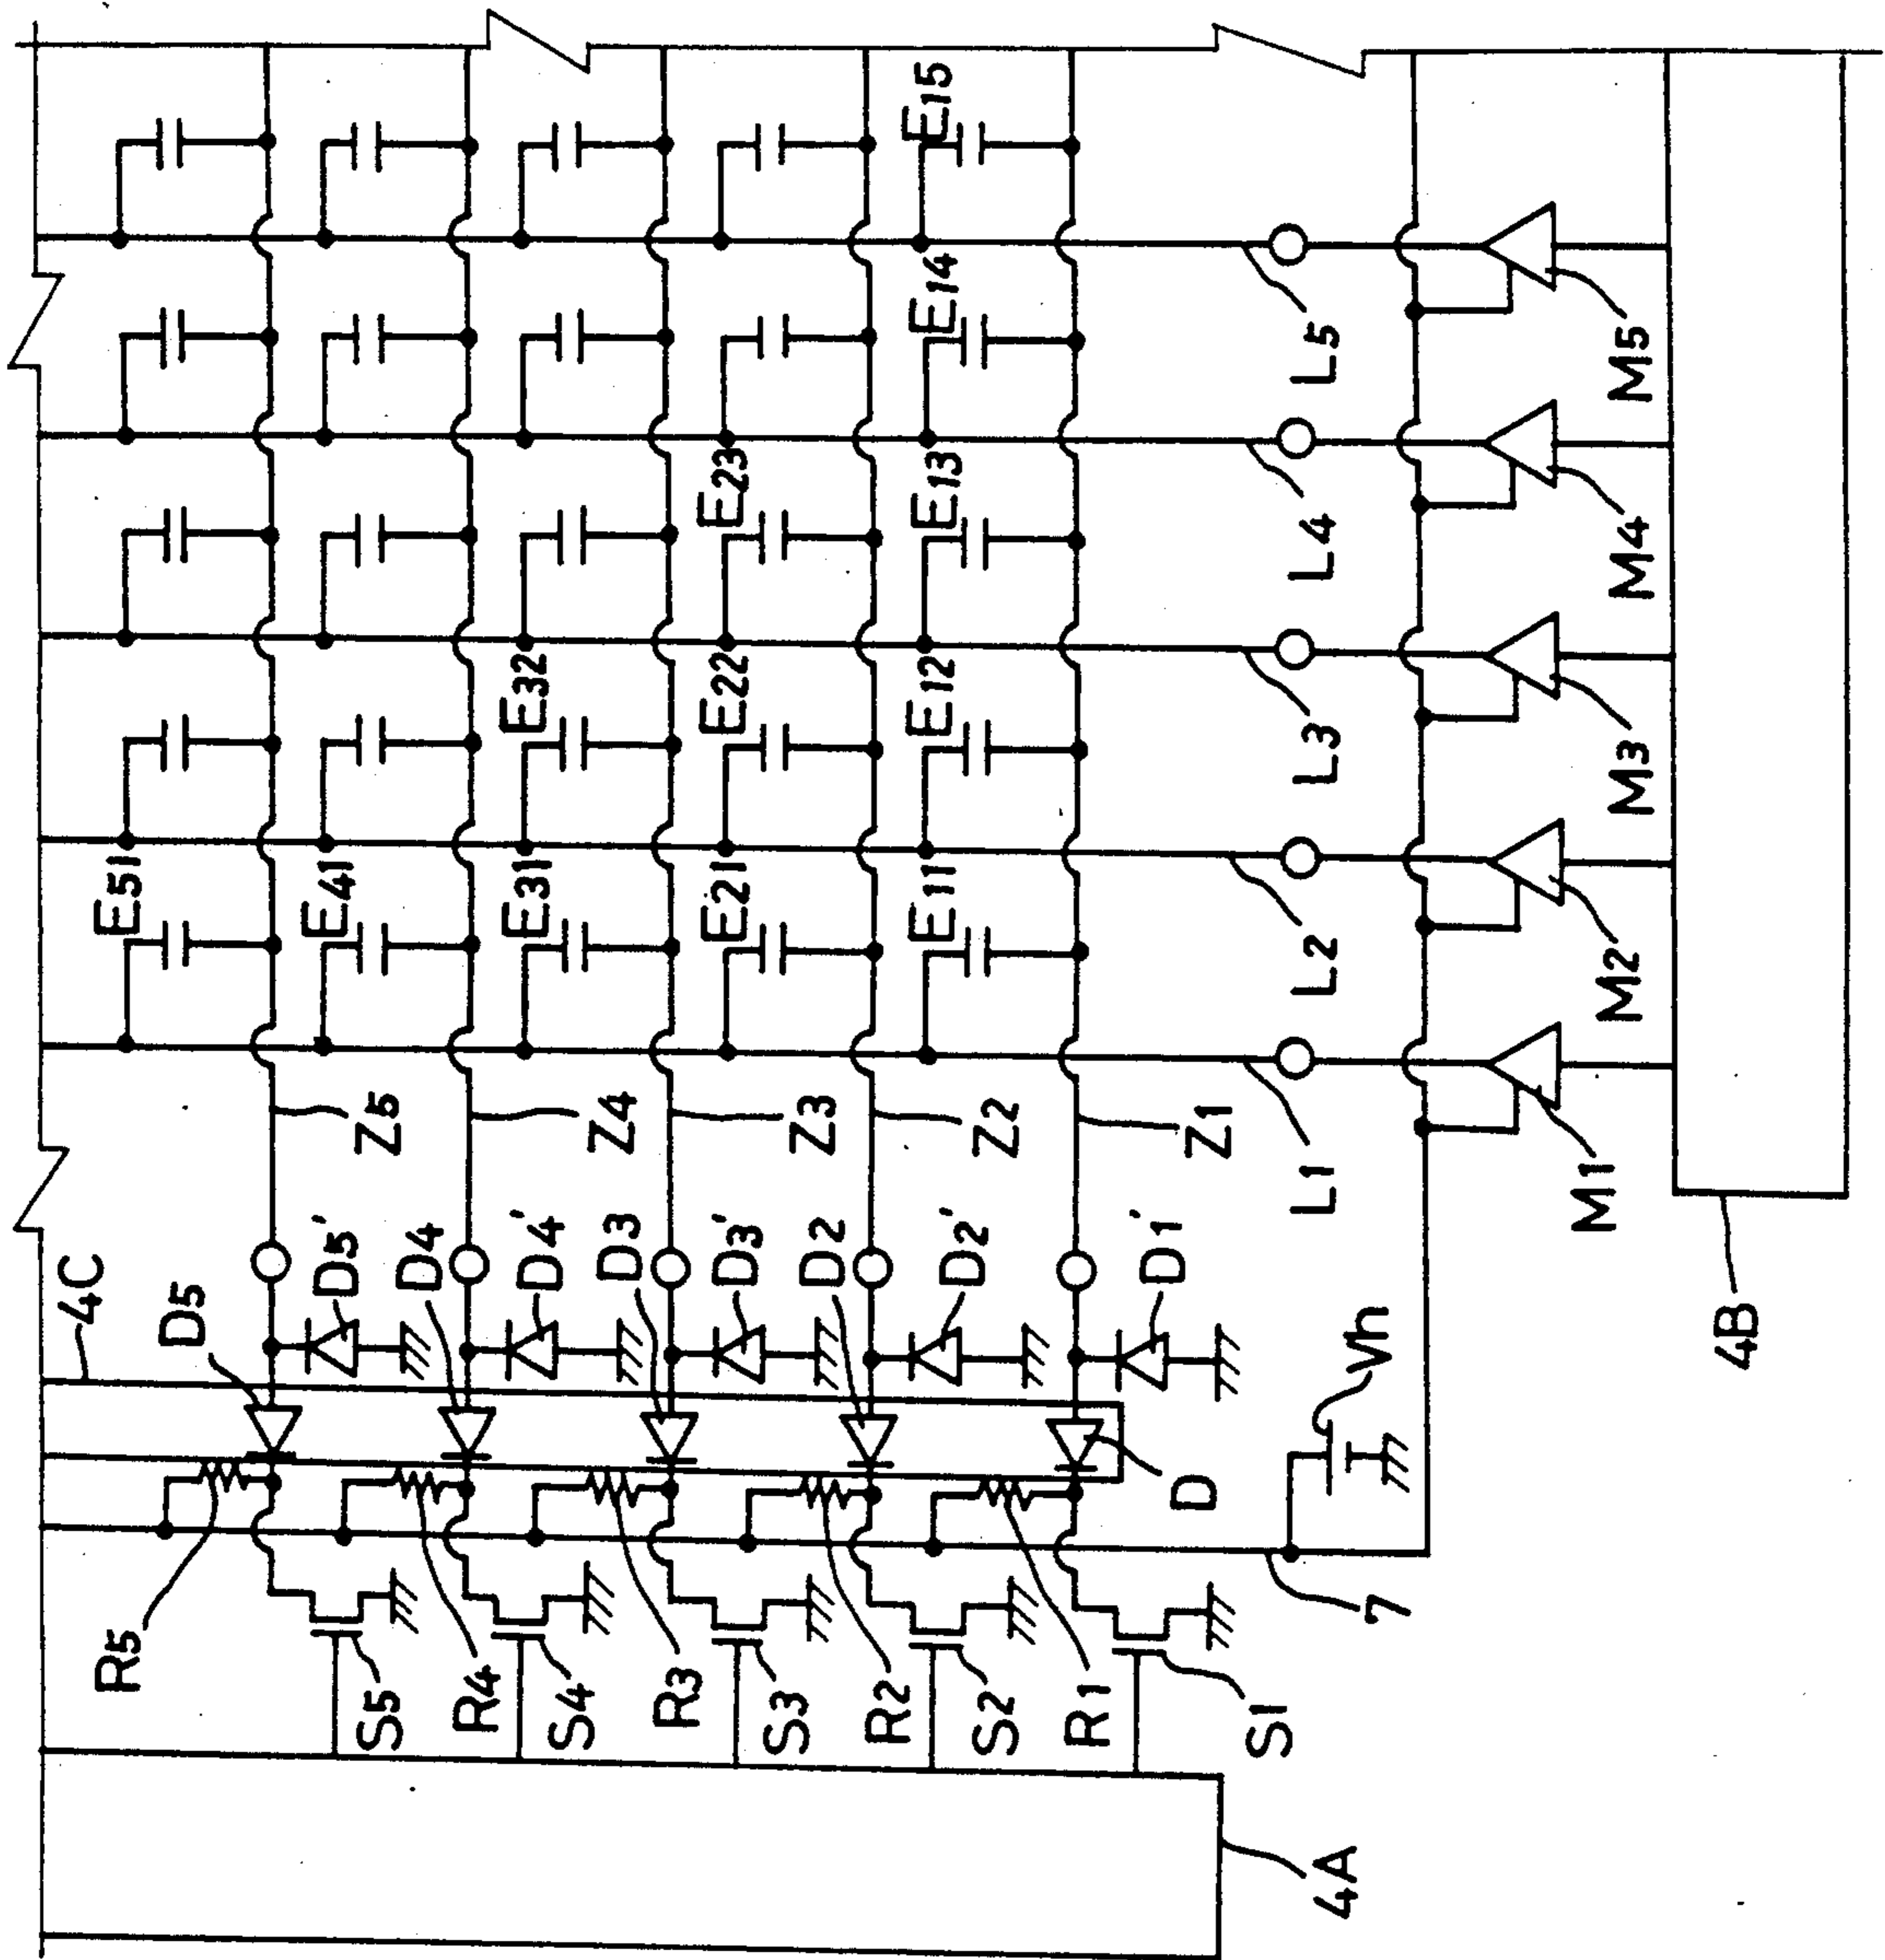 4C
D5
D5'
D4
D4'
D3
D3'
D2
D2'
D1'
D
R5
R4
R3
R2
R1
S5
S4
S3
S2
S1
Z5
Z4
Z3
Z2
Z1
E51
E41
E31
E32
E21
E22
E23
E11
E12
E13
E14
E15
L1
L2
L3
L4
L5
M1
M2
M3
M4
M5
Vh
7
4A
4B